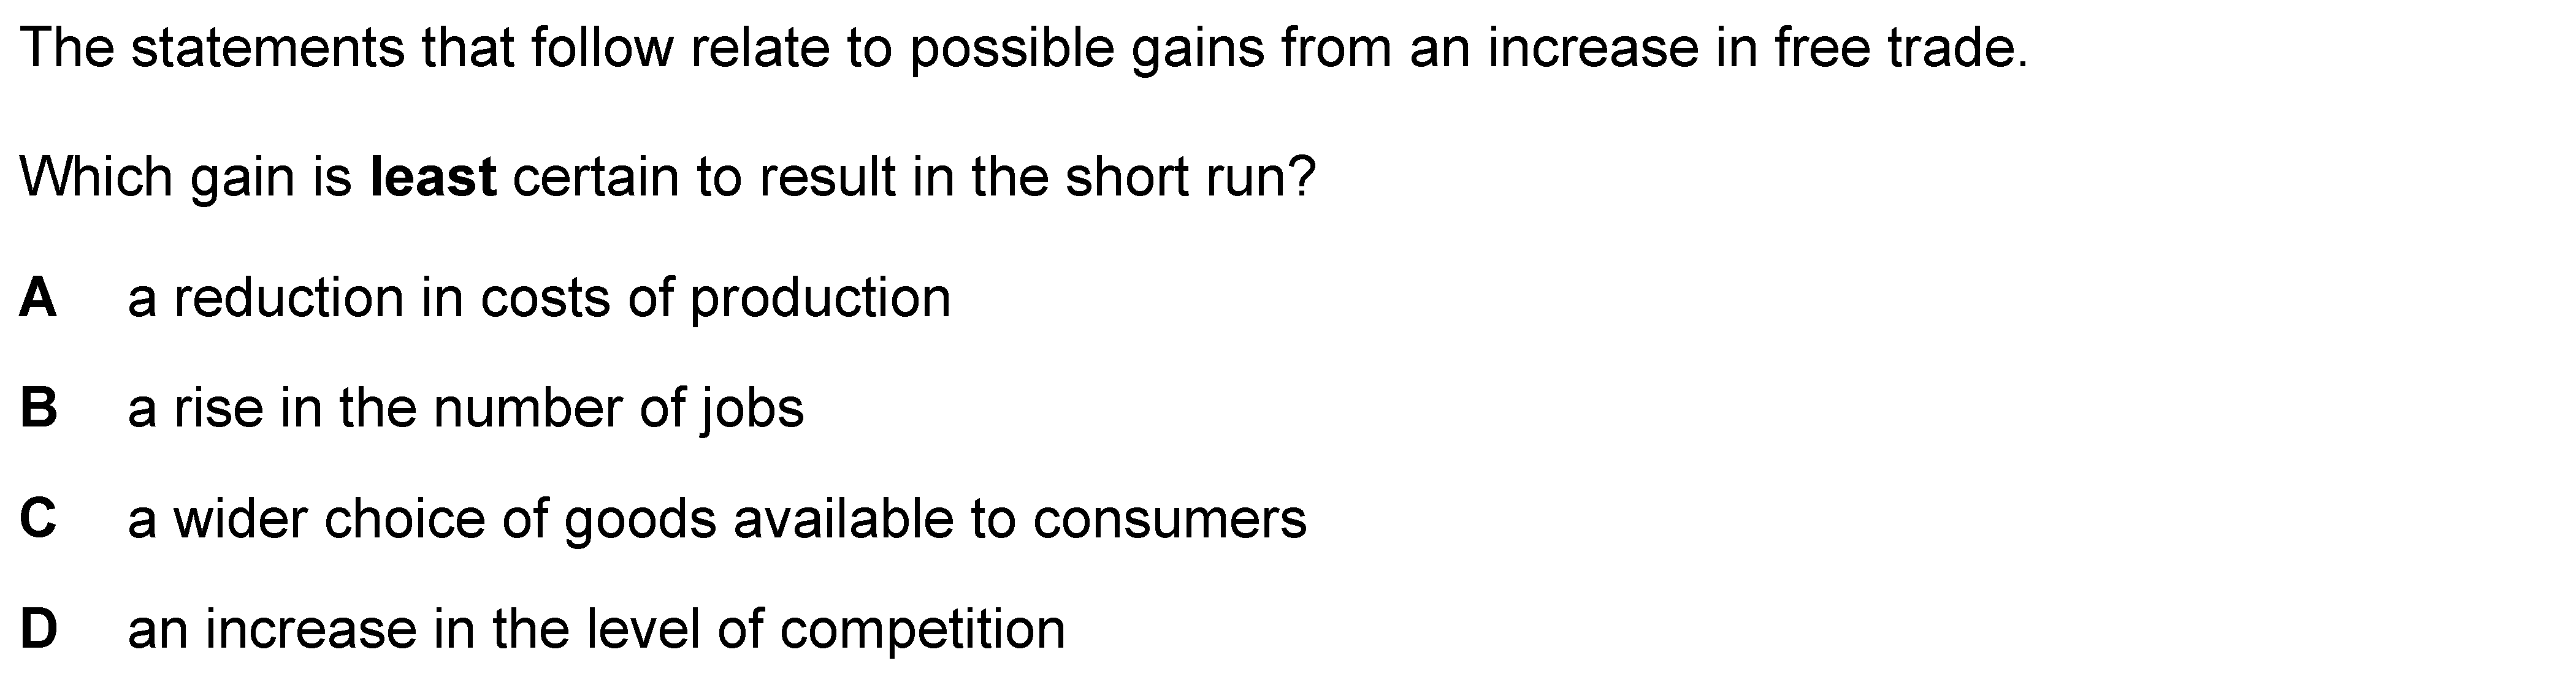 The statements that follow relate to possible gains from an increase in free trade.
Which gain is least certain to result in the short run?
A a reduction in costs of production
B a rise in the number of jobs
C a wider choice of goods available to consumers
D an increase in the level of competition